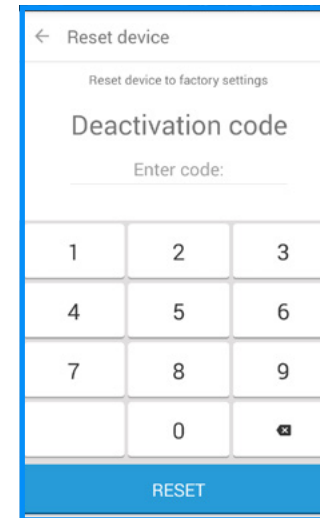 Reset device
Reset device to factory settings
Deactivation code
Enter code:
1 2 3
4 5 6
7 8 9
0
RESET